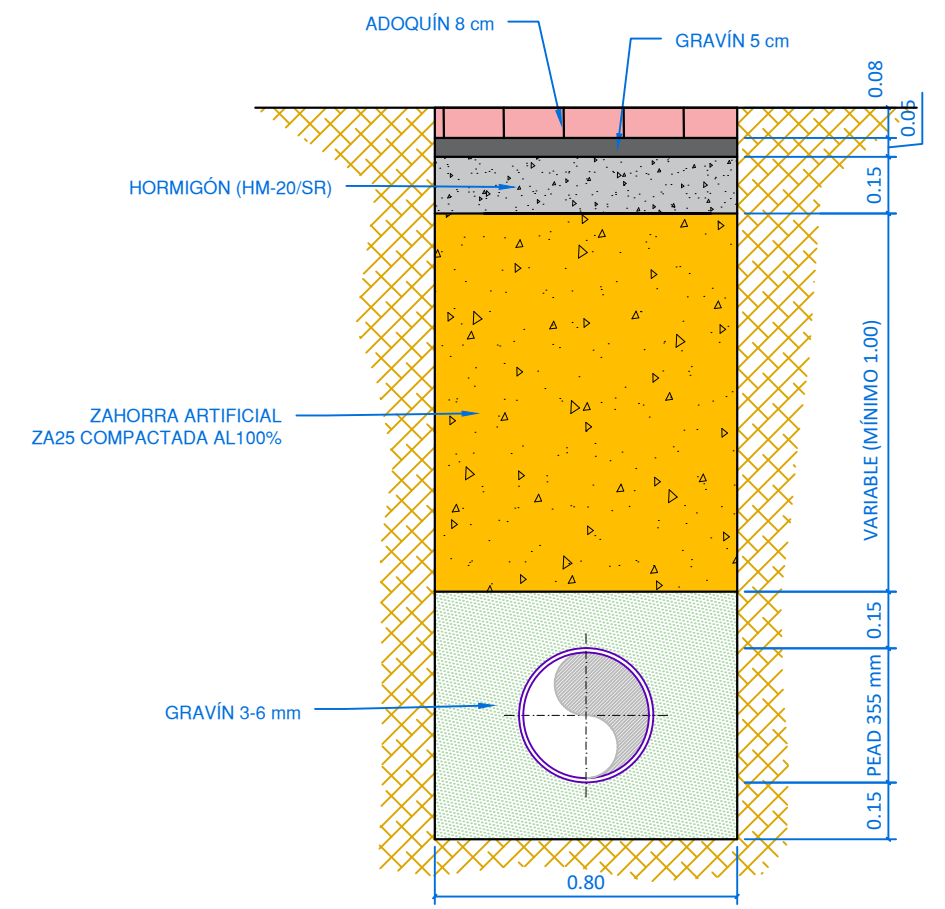 ADOQUÍN 8 cm
GRAVÍN 5 cm
0.08
0.05
HORMIGÓN (HM-20/SR)
0.15
VARIABLE (MÍNIMO 1.00)
ZAHORRA ARTIFICIAL
ZA25 COMPACTADA AL100%
0.15
GRAVÍN 3-6 mm
PEAD 355 mm
0.15
0.80